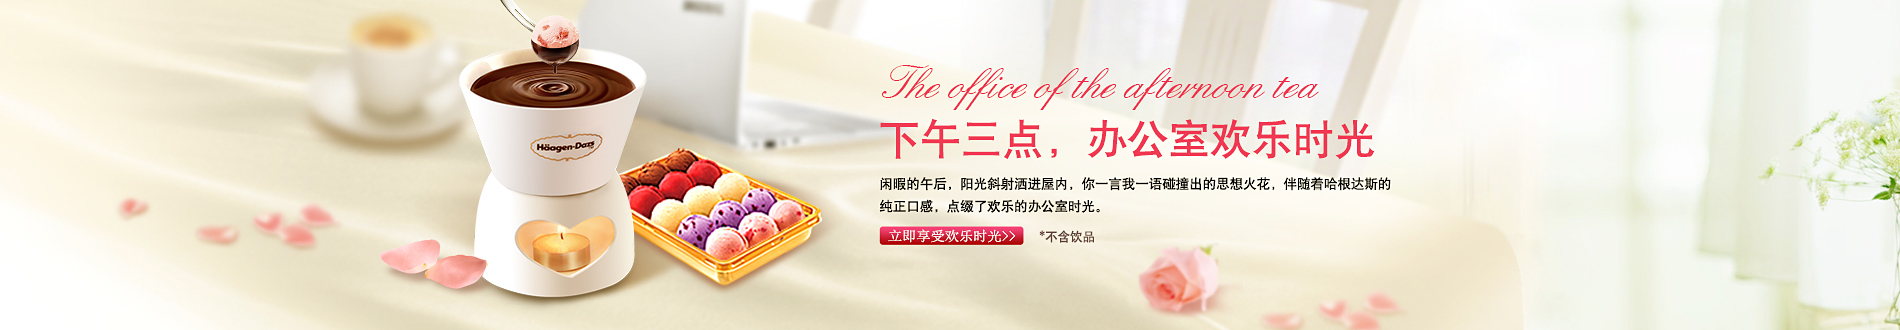 Häagen-Dazs
The office of the afternoon tea
下午三点，办公室欢乐时光
闲暇的午后，阳光斜射洒进屋内，你一言我一语碰撞出的思想火花，伴随着哈根达斯的
纯正口感，点缀了欢乐的办公室时光。
立即享受欢乐时光>> *不含饮品